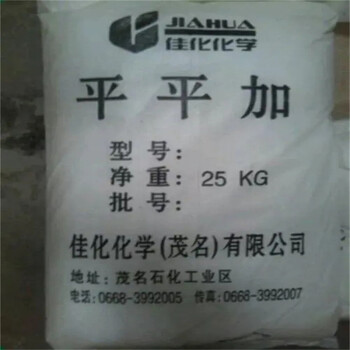 JIAHUA
佳化化学
平平加
型号:
净重: 25 KG
批号:
佳化化学(茂名)有限公司
地址: 茂名石化工业区
电话:0668-3992005 传真:0668-3992007